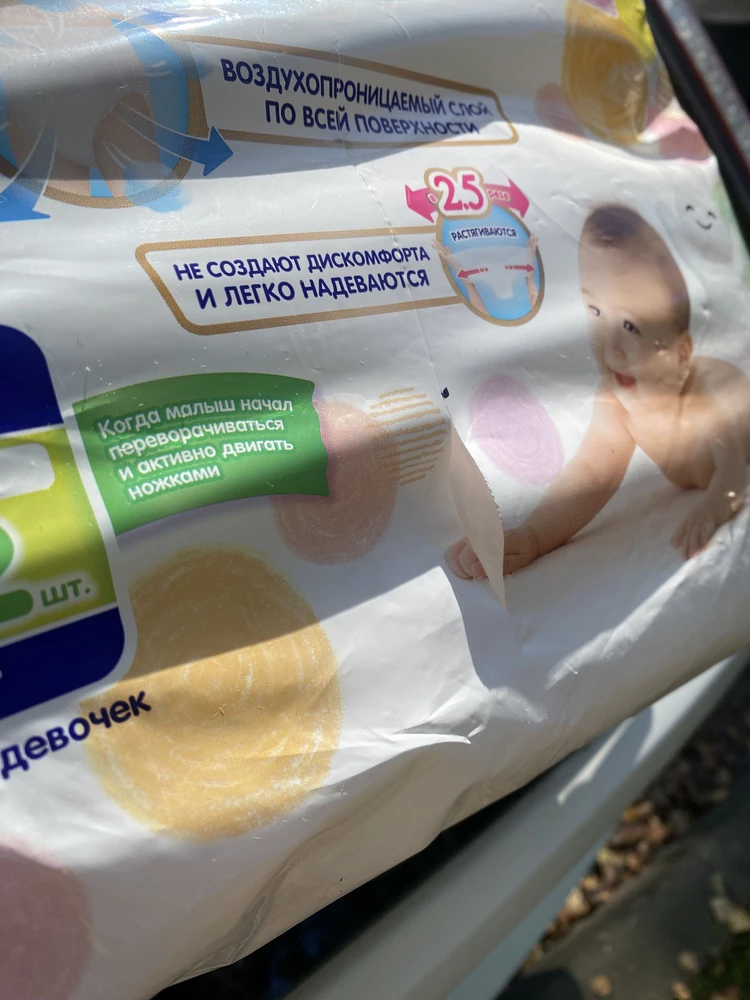 ВОЗДУХОПРОНИЦАЕМЫЙ СЛОЙ
ПО ВСЕЙ ПОВЕРХНОСТИ
в 2.5 раза
РАСТЯГИВАЮТСЯ
НЕ СОЗДАЮТ ДИСКОМФОРТА
И ЛЕГКО НАДЕВАЮТСЯ
Когда малыш начал
переворачиваться
и активно двигать
ножками
шт.
девочек